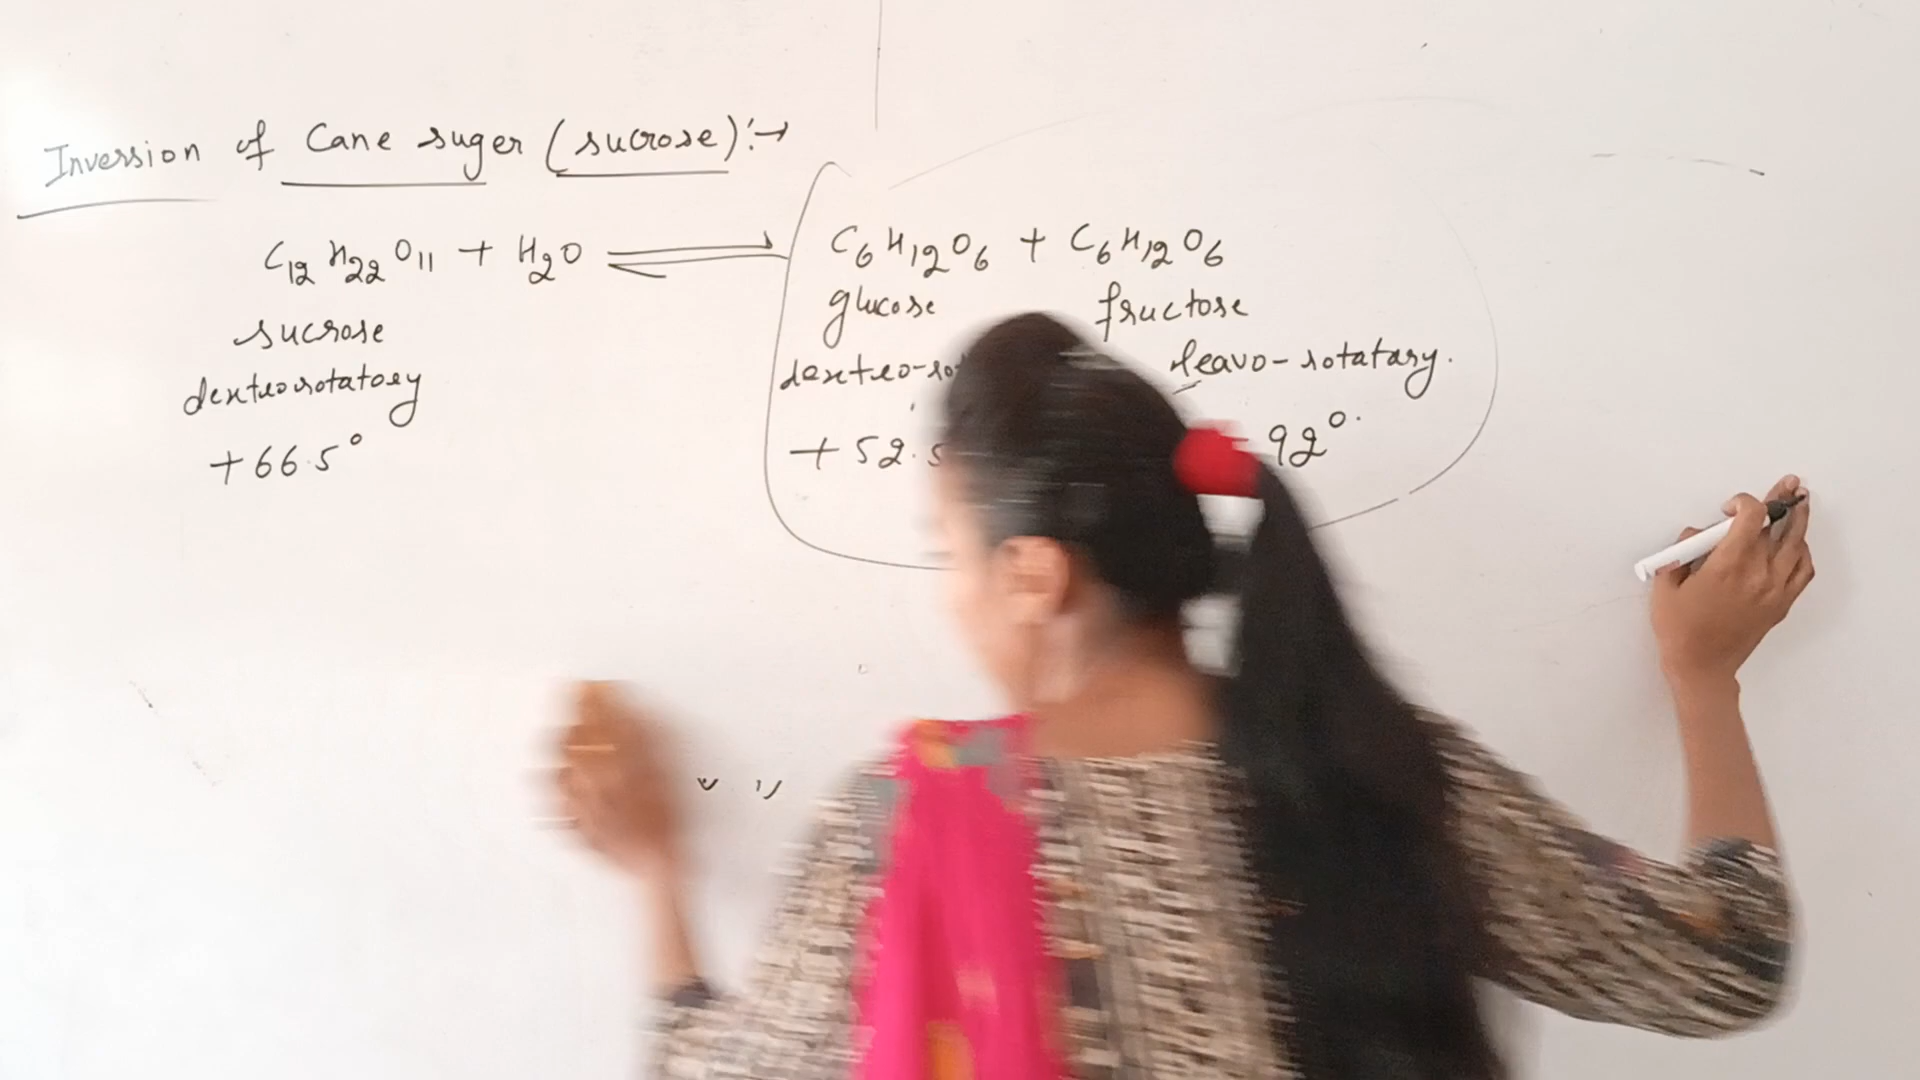 Inversion of Cane suger (sucrose):→
C12H22O11 + H2O ⇌ C6H12O6 + C6H12O6
sucrose glucose fructose
dextrorotatory leavo-rotatary.
+66.5° +52.5 -92°